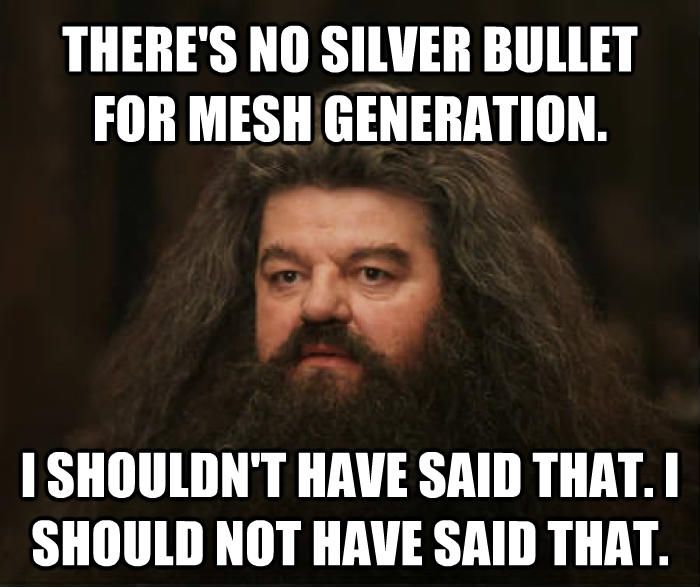 THERE'S NO SILVER BULLET
FOR MESH GENERATION.
I SHOULDN'T HAVE SAID THAT. I
SHOULD NOT HAVE SAID THAT.